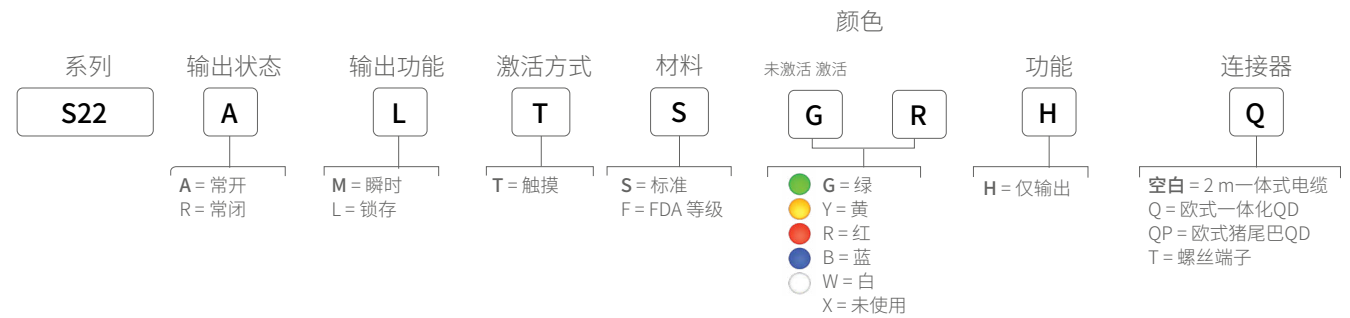 颜色
系列 输出状态 输出功能 激活方式 材料 未激活 激活 功能 连接器
S22 A L T S G R H Q
A = 常开
R = 常闭
M = 瞬时
L = 锁存
T = 触摸
S = 标准
F = FDA 等级
G = 绿
Y = 黄
R = 红
B = 蓝
W = 白
X = 未使用
H = 仅输出
空白 = 2 m一体式电缆
Q = 欧式一体化QD
QP = 欧式猪尾巴QD
T = 螺丝端子